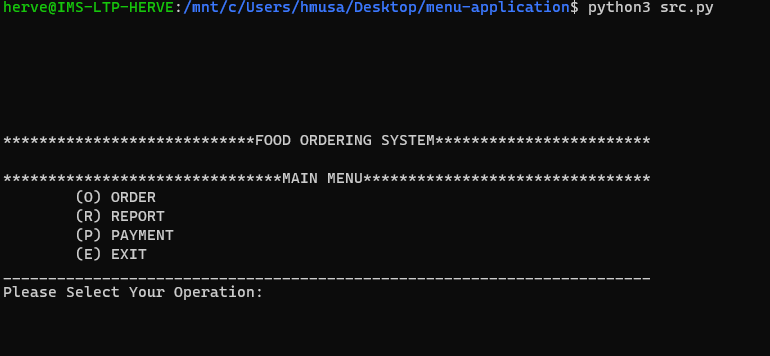 herve@IMS-LTP-HERVE:/mnt/c/Users/hmusa/Desktop/menu-application$ python3 src.py
****************************FOOD ORDERING SYSTEM************************
*******************************MAIN MENU********************************
(O) ORDER
(R) REPORT
(P) PAYMENT
(E) EXIT
________________________________________________________________________
Please Select Your Operation: